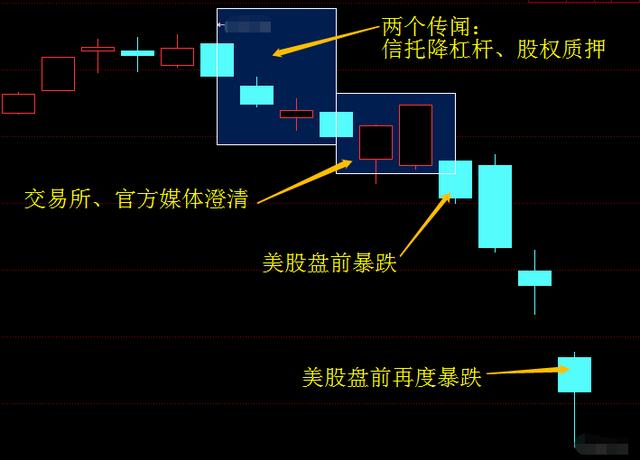 两个传闻：
信托降杠杆、股权质押
交易所、官方媒体澄清
美股盘前暴跌
美股盘前再度暴跌